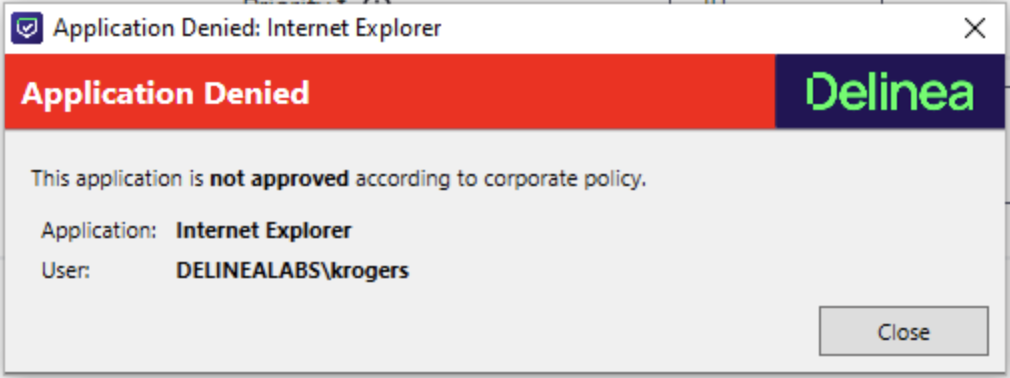 Application Denied: Internet Explorer
Application Denied
Delinea
This application is not approved according to corporate policy.
Application: Internet Explorer
User: DELINEALABS\krogers
Close